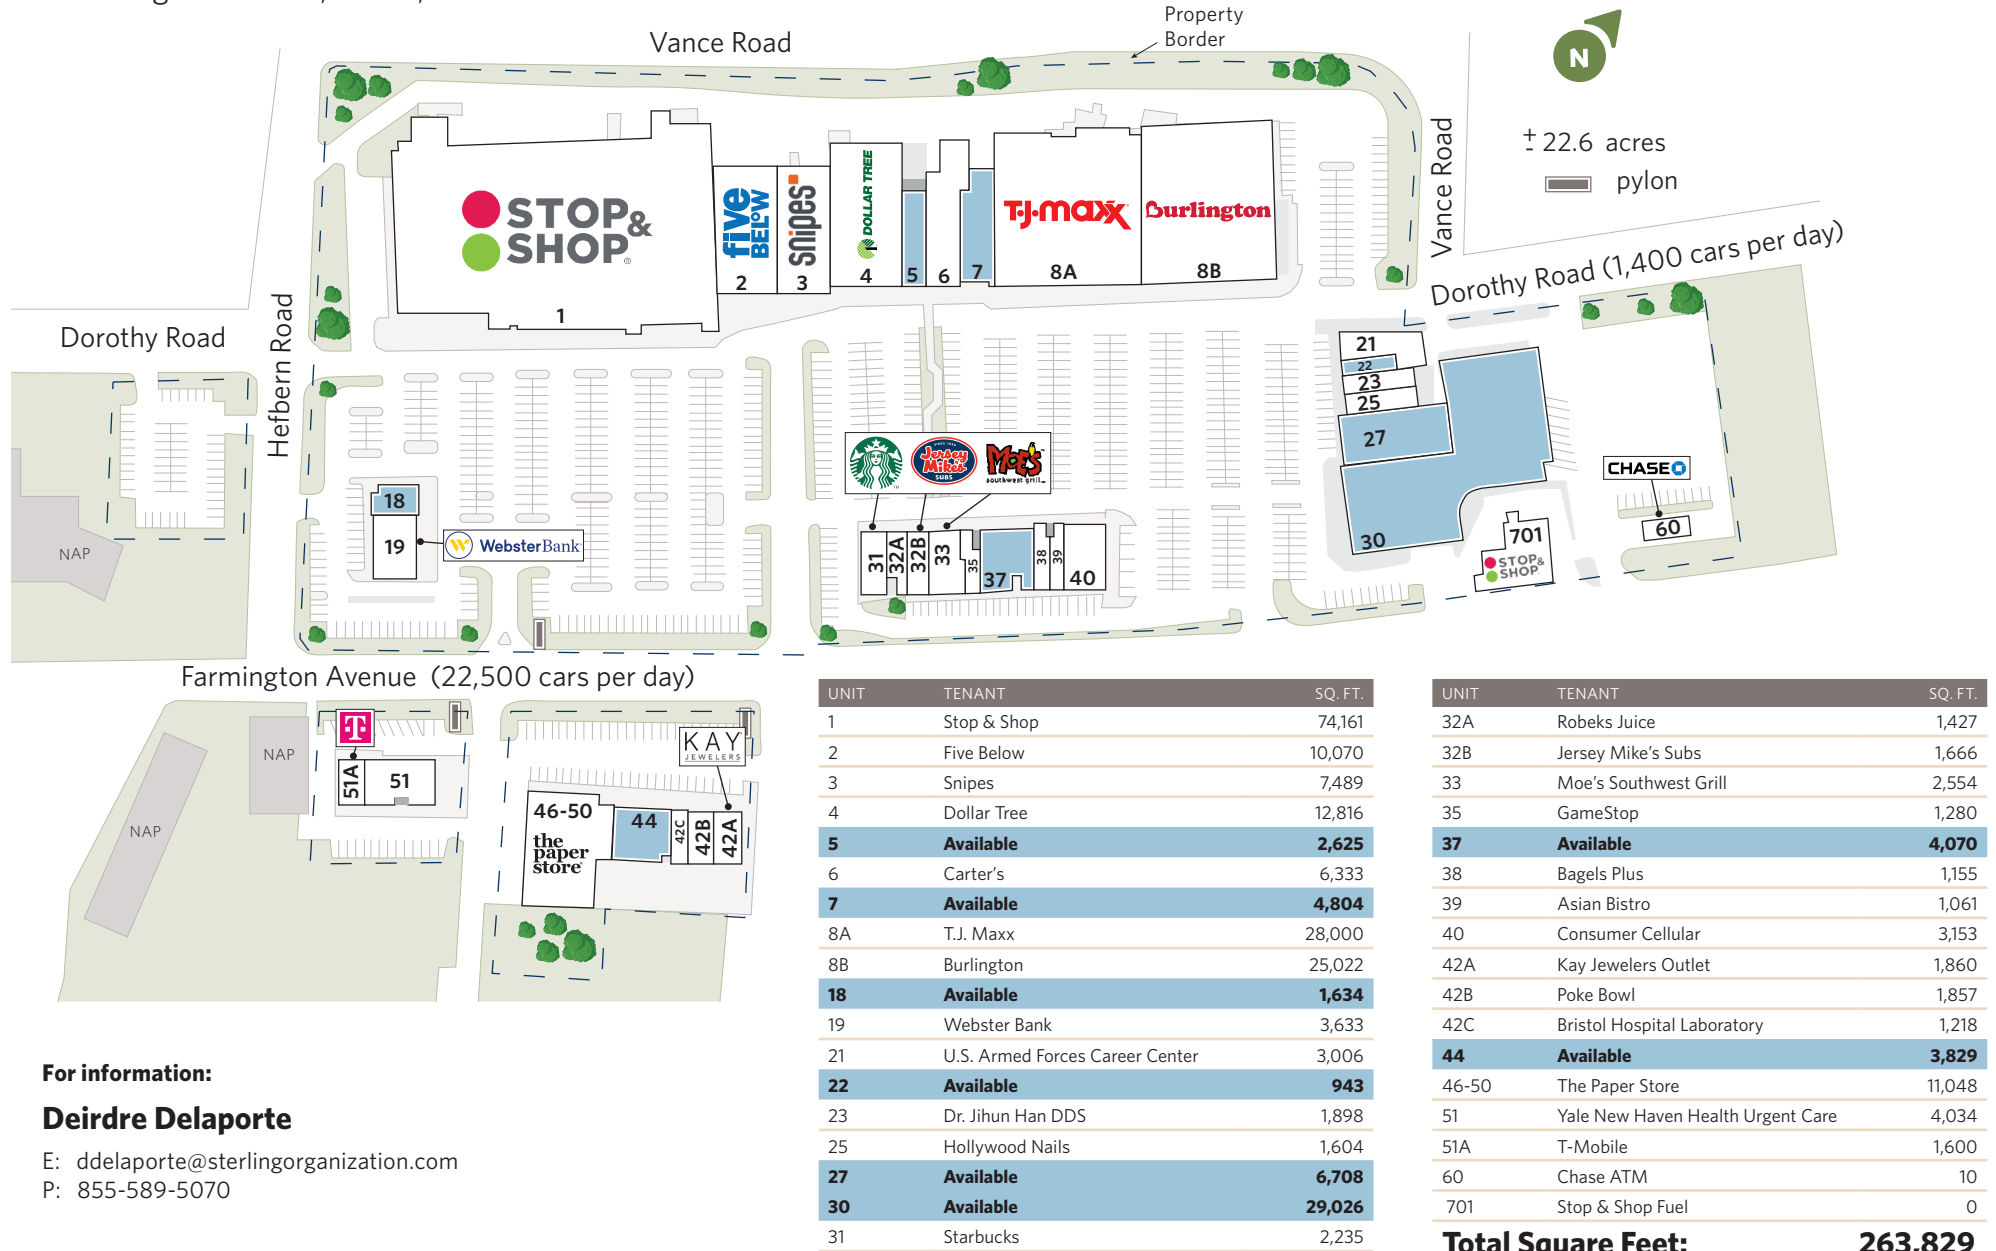 Vance Road
Property
Border
N
± 22.6 acres
pylon
Vance Road
Dorothy Road (1,400 cars per day)
Dorothy Road
Hefbern Road
STOP&
SHOP®
1
five
BELOW
2
snipes
3
DOLLAR TREE
4
5
6
7
T·J·maxx
8A
Burlington
8B
21
22
23
25
27
30
CHASE
60
701
STOP&
SHOP
18
19
WebsterBank
SINCE 1956
Jersey
Mike's
SUBS
Moe's
southwest grill
31
32A
32B
33
35
37
38
39
40
NAP
Farmington Avenue (22,500 cars per day)
NAP
NAP
T
51A
51
KAY
JEWELERS
46-50
the
paper
store
44
42C
42B
42A
For information:
Deirdre Delaporte
E: ddelaporte@sterlingorganization.com
P: 855-589-5070
UNIT TENANT SQ. FT.
1 Stop & Shop 74,161
2 Five Below 10,070
3 Snipes 7,489
4 Dollar Tree 12,816
5 Available 2,625
6 Carter's 6,333
7 Available 4,804
8A T.J. Maxx 28,000
8B Burlington 25,022
18 Available 1,634
19 Webster Bank 3,633
21 U.S. Armed Forces Career Center 3,006
22 Available 943
23 Dr. Jihun Han DDS 1,898
25 Hollywood Nails 1,604
27 Available 6,708
30 Available 29,026
31 Starbucks 2,235
UNIT TENANT SQ. FT.
32A Robeks Juice 1,427
32B Jersey Mike's Subs 1,666
33 Moe's Southwest Grill 2,554
35 GameStop 1,280
37 Available 4,070
38 Bagels Plus 1,155
39 Asian Bistro 1,061
40 Consumer Cellular 3,153
42A Kay Jewelers Outlet 1,860
42B Poke Bowl 1,857
42C Bristol Hospital Laboratory 1,218
44 Available 3,829
46-50 The Paper Store 11,048
51 Yale New Haven Health Urgent Care 4,034
51A T-Mobile 1,600
60 Chase ATM 10
701 Stop & Shop Fuel 0
Total Square Feet: 263,829